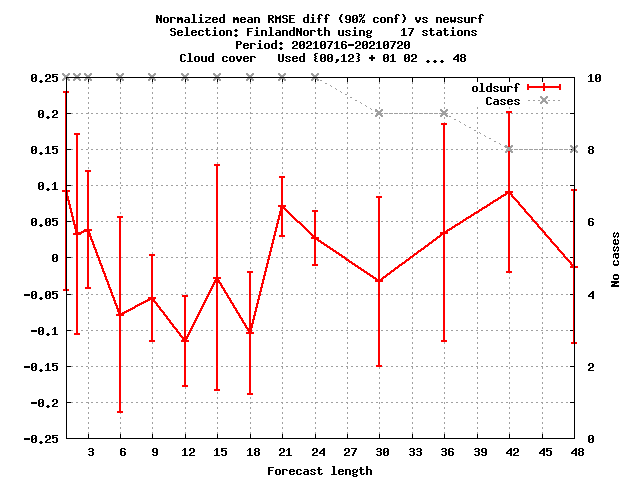 Normalized mean RMSE diff (90% conf) vs newsurf
Selection: FinlandNorth using    17 stations
Period: 20210716-20210720
Cloud cover   Used {00,12} + 01 02 ... 48
oldsurf
Cases
0,25
0,2
0,15
0,1
0,05
0
-0,05
-0,1
-0,15
-0,2
-0,25
10
8
6
4
2
0
No cases
3 6 9 12 15 18 21 24 27 30 33 36 39 42 45 48
Forecast length